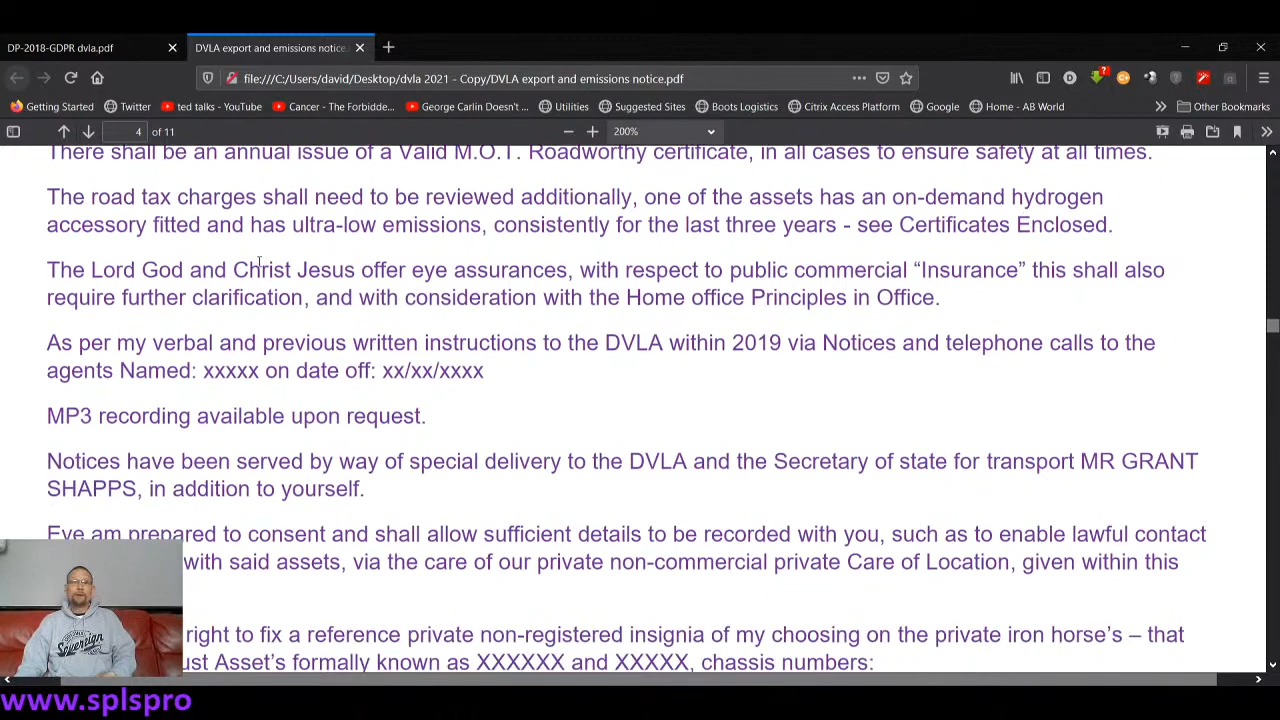 DP-2018-GDPR dvla.pdf
DVLA export and emissions notice.
file:///C:/Users/david/Desktop/dvla 2021 - Copy/DVLA export and emissions notice.pdf
Getting Started Twitter ted talks - YouTube Cancer - The Forbidde... George Carlin Doesn't ... Utilities Suggested Sites Boots Logistics Citrix Access Platform Google Home - AB World Other Bookmarks
4 of 11
200%
There shall be an annual issue of a Valid M.O.T. Roadworthy certificate, in all cases to ensure safety at all times.
The road tax charges shall need to be reviewed additionally, one of the assets has an on-demand hydrogen
accessory fitted and has ultra-low emissions, consistently for the last three years - see Certificates Enclosed.
The Lord God and Christ Jesus offer eye assurances, with respect to public commercial “Insurance” this shall also
require further clarification, and with consideration with the Home office Principles in Office.
As per my verbal and previous written instructions to the DVLA within 2019 via Notices and telephone calls to the
agents Named: xxxxx on date off: xx/xx/xxxx
MP3 recording available upon request.
Notices have been served by way of special delivery to the DVLA and the Secretary of state for transport MR GRANT
SHAPPS, in addition to yourself.
Eye am prepared to consent and shall allow sufficient details to be recorded with you, such as to enable lawful contact
with said assets, via the care of our private non-commercial private Care of Location, given within this
right to fix a reference private non-registered insignia of my choosing on the private iron horse’s – that
ust Asset’s formally known as XXXXXX and XXXXX, chassis numbers:
Sovereign
www.splspro